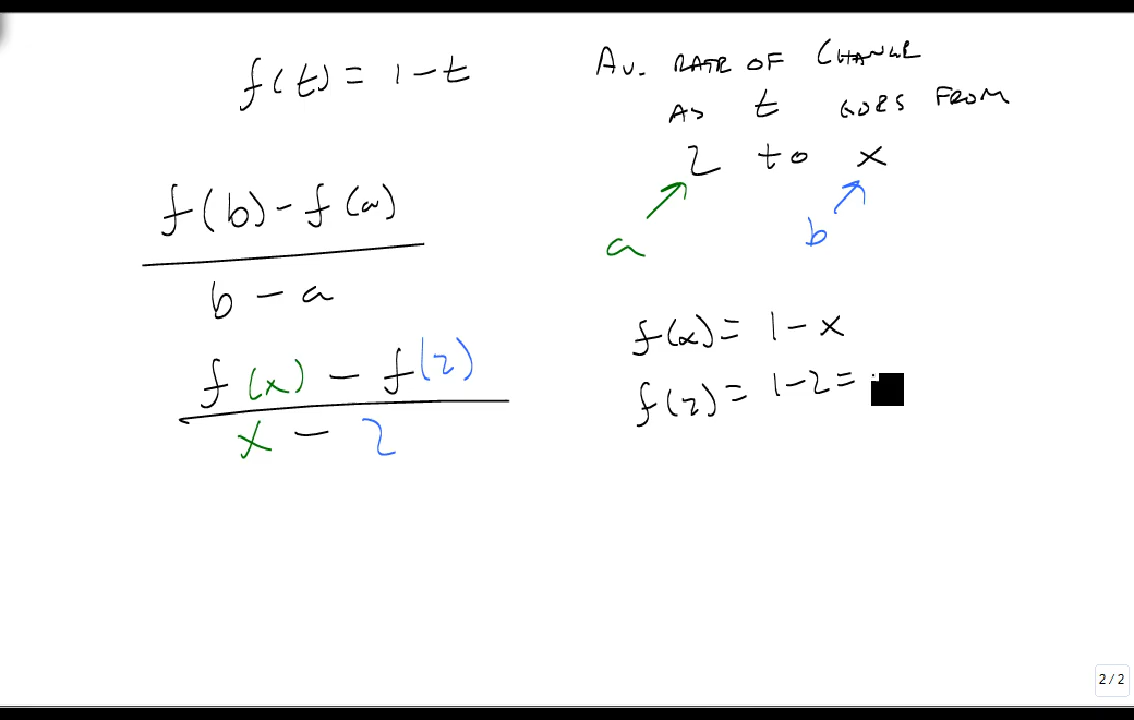 f(t) = 1 - t
Av. RATE OF CHANGE
AS t GOES FROM
2 to x
a
b
f(b) - f(a)
b - a
f(x) = 1 - x
f(2) = 1 - 2 =
f(x) - f(2)
x - 2
2 / 2